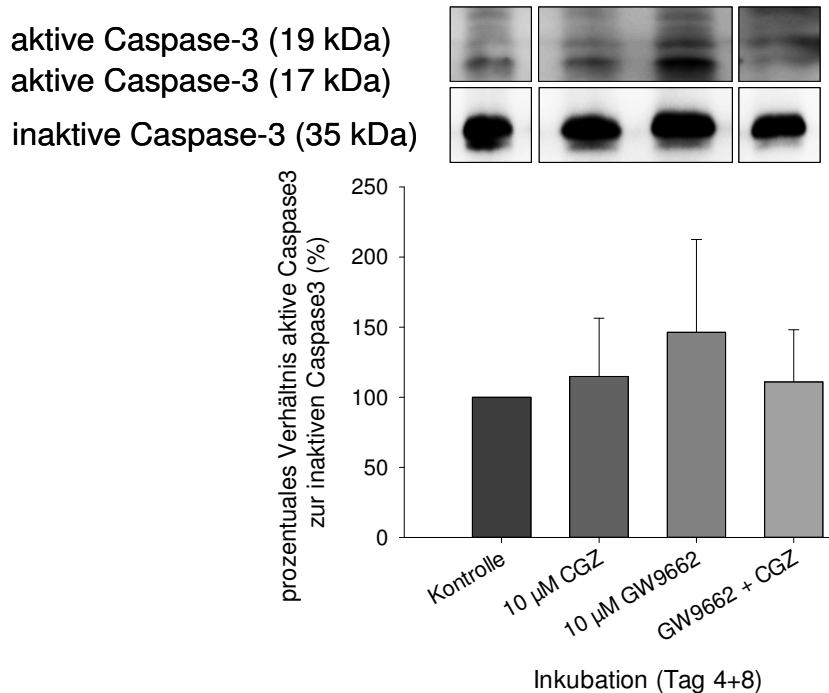 aktive Caspase-3 (19 kDa)
aktive Caspase-3 (17 kDa)
inaktive Caspase-3 (35 kDa)
prozentuales Verhältnis aktive Caspase3
zur inaktiven Caspase3 (%)
250
200
150
100
50
0
Kontrolle
10 µM CGZ
10 µM GW9662
GW9662 + CGZ
Inkubation (Tag 4+8)